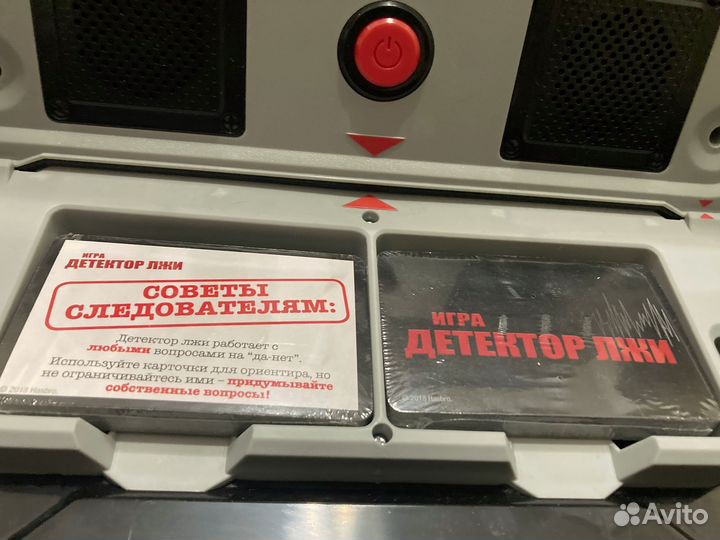 ИГРА
ДЕТЕКТОР ЛЖИ
СОВЕТЫ
СЛЕДОВАТЕЛЯМ:
Детектор лжи работает с
любыми вопросами на "да-нет".
Используйте карточки для ориентира, но
не ограничивайтесь ими – придумывайте
собственные вопросы!
© 2018 Hasbro.
ИГРА
ДЕТЕКТОР ЛЖИ
© 2018 Hasbro.
Avito